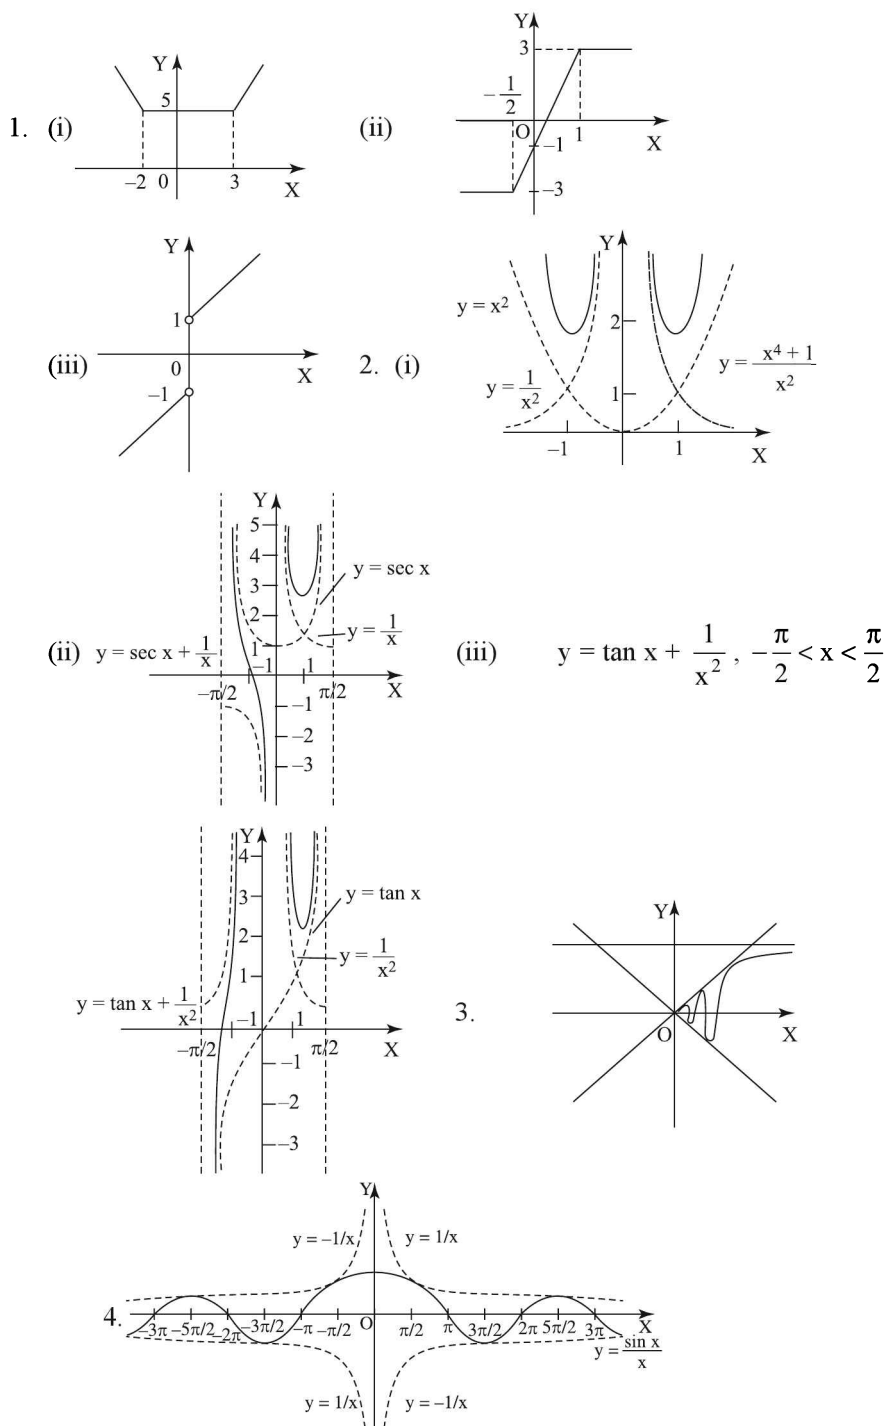 1. (i)
Y
5
–2 0 3
X
(ii)
Y
3
–1/2
O 1
–1
X
–3
(iii)
Y
1
0
X
–1
2. (i)
Y
y = x²
2
y = 1/x²
1
y = (x⁴ + 1)/x²
–1 1
X
(ii)
Y
5
4
3
2
1
y = sec x
y = 1/x
y = sec x + 1/x
–1 1
–π/2 π/2
X
–1
–2
–3
(iii) y = tan x + 1/x² , –π/2 < x < π/2
Y
4
3
2
1
y = tan x
y = 1/x²
y = tan x + 1/x²
–1 1
–π/2 π/2
X
–1
–2
–3
3.
Y
O
X
4.
Y
y = –1/x y = 1/x
–3π –5π/2 –2π –3π/2 –π –π/2 O π/2 π 3π/2 2π 5π/2 3π X
y = sin x/x
y = 1/x y = –1/x